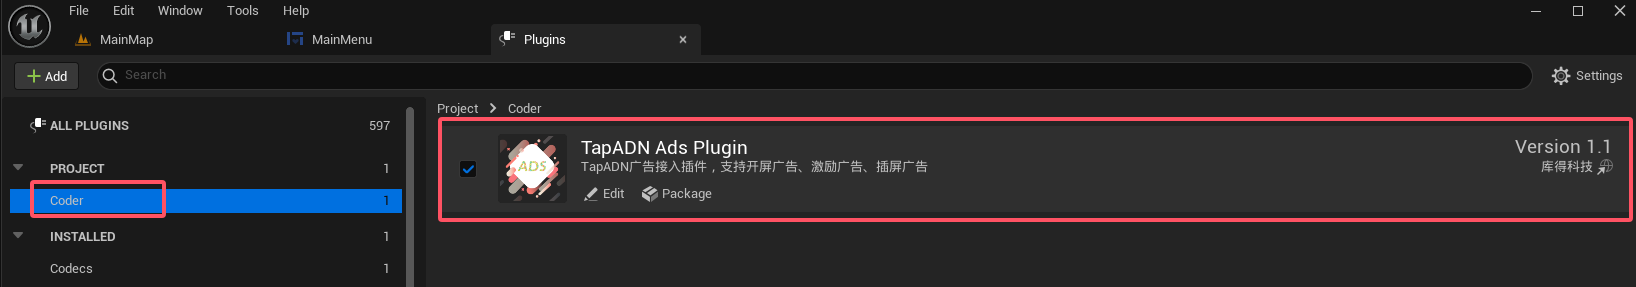 File Edit Window Tools Help
MainMap MainMenu Plugins
Add Search Settings
ALL PLUGINS 597
PROJECT 1
Coder 1
INSTALLED 1
Codecs 1
Project > Coder
ADS
TapADN Ads Plugin Version 1.1
TapADN广告接入插件，支持开屏广告、激励广告、插屏广告 库得科技
Edit Package